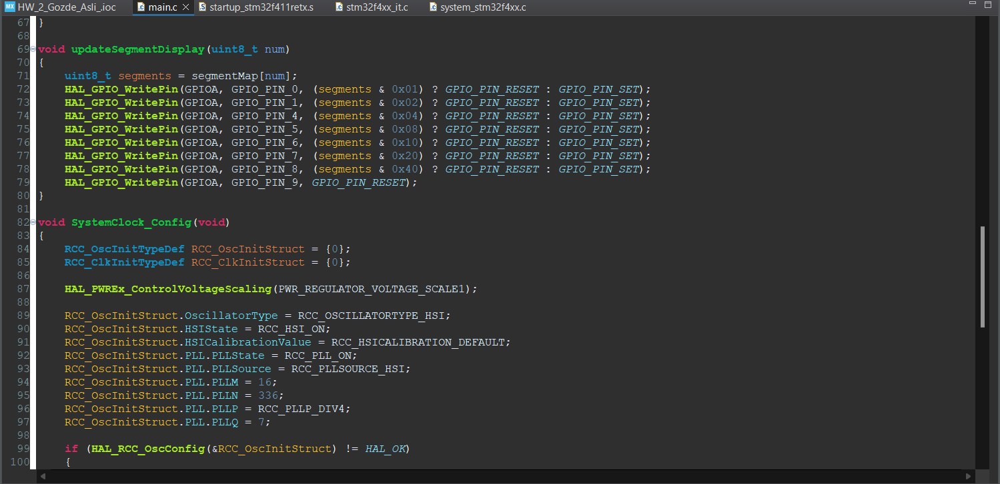 MX HW_2_Gozde_Asli_.ioc main.c startup_stm32f411retx.s stm32f4xx_it.c system_stm32f4xx.c
67 }
68
69 void updateSegmentDisplay(uint8_t num)
70 {
71     uint8_t segments = segmentMap[num];
72     HAL_GPIO_WritePin(GPIOA, GPIO_PIN_0, (segments & 0x01) ? GPIO_PIN_RESET : GPIO_PIN_SET);
73     HAL_GPIO_WritePin(GPIOA, GPIO_PIN_1, (segments & 0x02) ? GPIO_PIN_RESET : GPIO_PIN_SET);
74     HAL_GPIO_WritePin(GPIOA, GPIO_PIN_4, (segments & 0x04) ? GPIO_PIN_RESET : GPIO_PIN_SET);
75     HAL_GPIO_WritePin(GPIOA, GPIO_PIN_5, (segments & 0x08) ? GPIO_PIN_RESET : GPIO_PIN_SET);
76     HAL_GPIO_WritePin(GPIOA, GPIO_PIN_6, (segments & 0x10) ? GPIO_PIN_RESET : GPIO_PIN_SET);
77     HAL_GPIO_WritePin(GPIOA, GPIO_PIN_7, (segments & 0x20) ? GPIO_PIN_RESET : GPIO_PIN_SET);
78     HAL_GPIO_WritePin(GPIOA, GPIO_PIN_8, (segments & 0x40) ? GPIO_PIN_RESET : GPIO_PIN_SET);
79     HAL_GPIO_WritePin(GPIOA, GPIO_PIN_9, GPIO_PIN_RESET);
80 }
81
82 void SystemClock_Config(void)
83 {
84     RCC_OscInitTypeDef RCC_OscInitStruct = {0};
85     RCC_ClkInitTypeDef RCC_ClkInitStruct = {0};
86
87     HAL_PWREx_ControlVoltageScaling(PWR_REGULATOR_VOLTAGE_SCALE1);
88
89     RCC_OscInitStruct.OscillatorType = RCC_OSCILLATORTYPE_HSI;
90     RCC_OscInitStruct.HSIState = RCC_HSI_ON;
91     RCC_OscInitStruct.HSICalibrationValue = RCC_HSICALIBRATION_DEFAULT;
92     RCC_OscInitStruct.PLL.PLLState = RCC_PLL_ON;
93     RCC_OscInitStruct.PLL.PLLSource = RCC_PLLSOURCE_HSI;
94     RCC_OscInitStruct.PLL.PLLM = 16;
95     RCC_OscInitStruct.PLL.PLLN = 336;
96     RCC_OscInitStruct.PLL.PLLP = RCC_PLLP_DIV4;
97     RCC_OscInitStruct.PLL.PLLQ = 7;
98
99     if (HAL_RCC_OscConfig(&RCC_OscInitStruct) != HAL_OK)
100     {